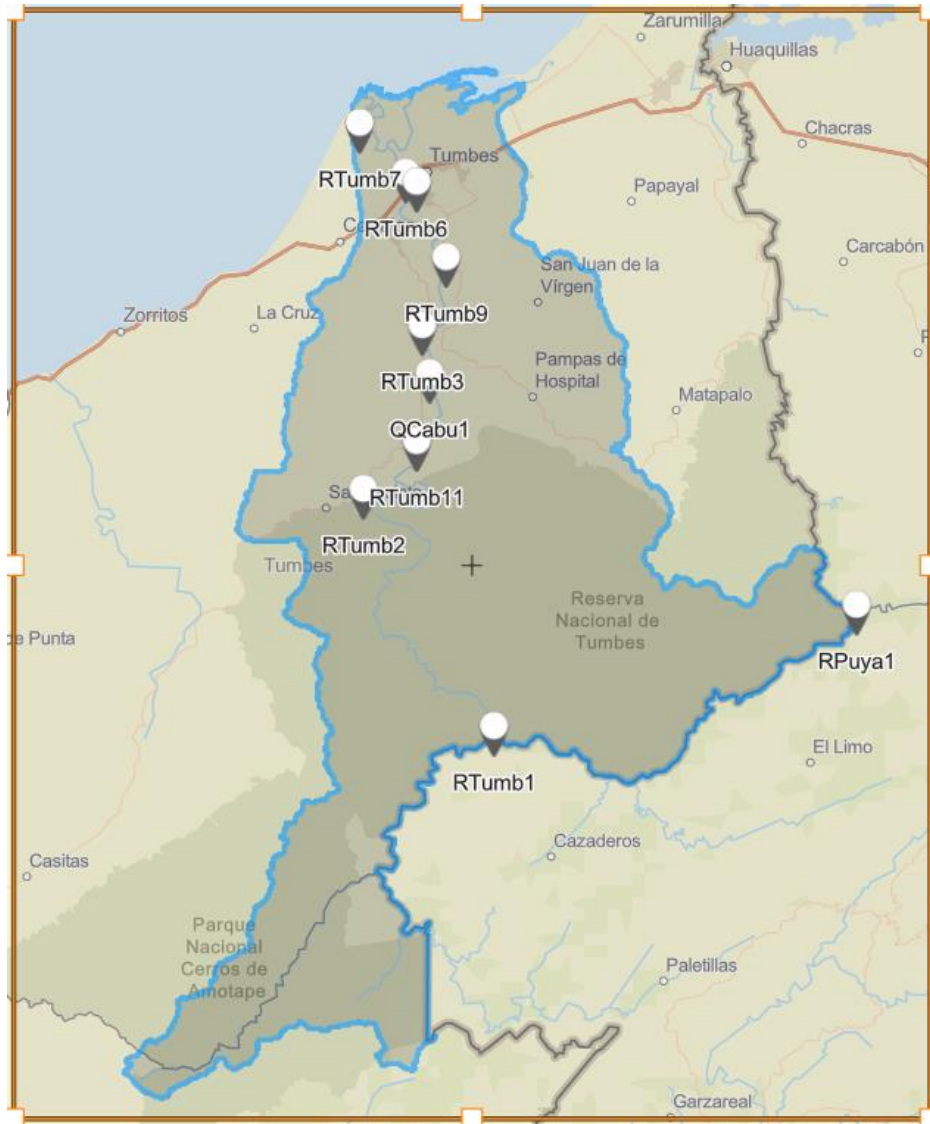 Zarumilla
Huaquillas
Chacras
Tumbes
RTumb7
Papayal
RTumb6
Carcabón
San Juan de la
Vírgen
RTumb9
Zorritos
La Cruz
Pampas de
Hospital
RTumb3
Matapalo
QCabu1
RTumb11
RTumb2
Tumbes
Reserva
Nacional de
Tumbes
de Punta
RPuya1
El Limo
RTumb1
Cazaderos
Casitas
Parque
Nacional
Cerros de
Amotape
Paletillas
Garzareal